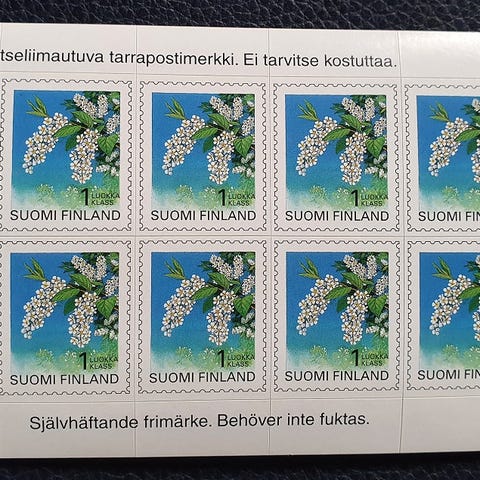 tseliimautuva tarrapostimerkki. Ei tarvitse kostuttaa.
1 LUOKKA
KLASS
SUOMI FINLAND
1 LUOKKA
KLASS
SUOMI FINLAND
1 LUOKKA
KLASS
SUOMI FINLAND
SUOMI FI
1 LUOKKA
KLASS
SUOMI FINLAND
1 LUOKKA
KLASS
SUOMI FINLAND
1 LUOKKA
KLASS
SUOMI FINLAND
SUOMI FI
Självhäftande frimärke. Behöver inte fuktas.